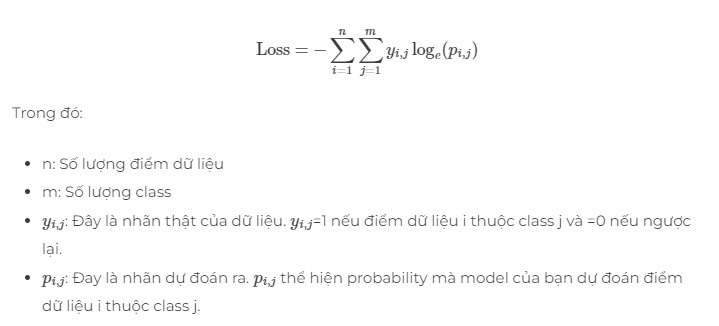 Loss = −∑_{i=1}^{n} ∑_{j=1}^{m} y_{i,j} log_e(p_{i,j})
Trong đó:
• n: Số lượng điểm dữ liệu
• m: Số lượng class
• y_{i,j}: Đây là nhãn thật của dữ liệu. y_{i,j}=1 nếu điểm dữ liệu i thuộc class j và =0 nếu ngược
lại.
• p_{i,j}: Đay là nhãn dự đoán ra. p_{i,j} thể hiện probability mà model của bạn dự đoán điểm
dữ liệu i thuộc class j.